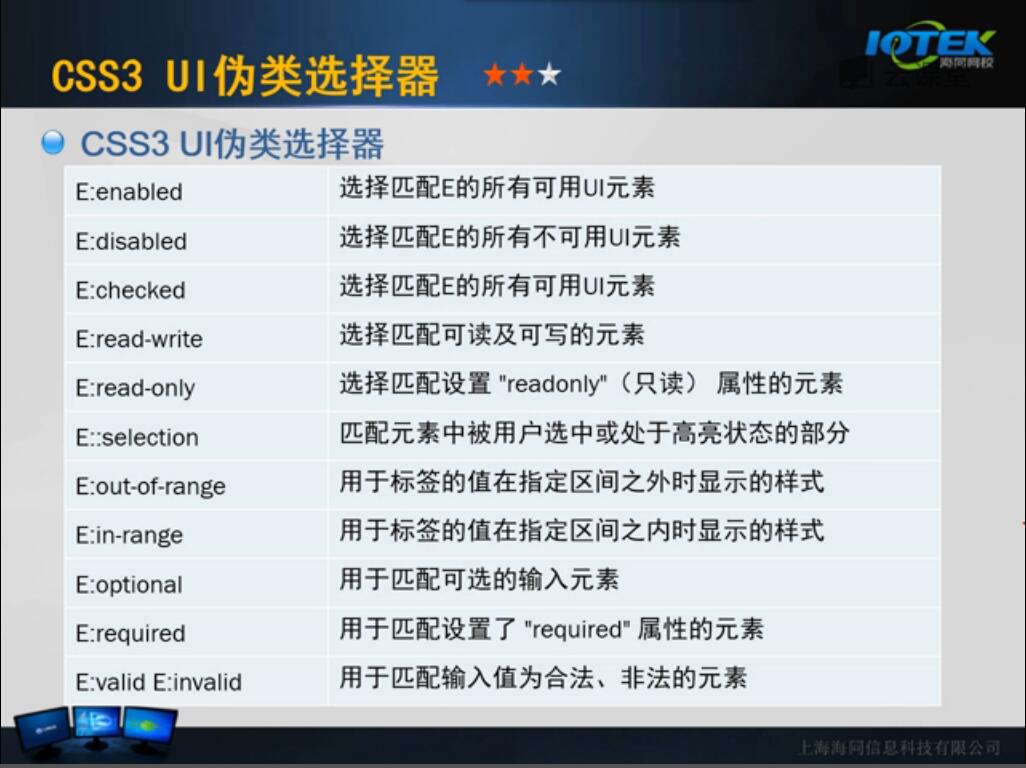 CSS3 UI伪类选择器
IOTEK
海同网校
云课堂
CSS3 UI伪类选择器
E:enabled 选择匹配E的所有可用UI元素
E:disabled 选择匹配E的所有不可用UI元素
E:checked 选择匹配E的所有可用UI元素
E:read-write 选择匹配可读及可写的元素
E:read-only 选择匹配设置 "readonly"（只读） 属性的元素
E::selection 匹配元素中被用户选中或处于高亮状态的部分
E:out-of-range 用于标签的值在指定区间之外时显示的样式
E:in-range 用于标签的值在指定区间之内时显示的样式
E:optional 用于匹配可选的输入元素
E:required 用于匹配设置了 "required" 属性的元素
E:valid E:invalid 用于匹配输入值为合法、非法的元素
上海海同信息科技有限公司